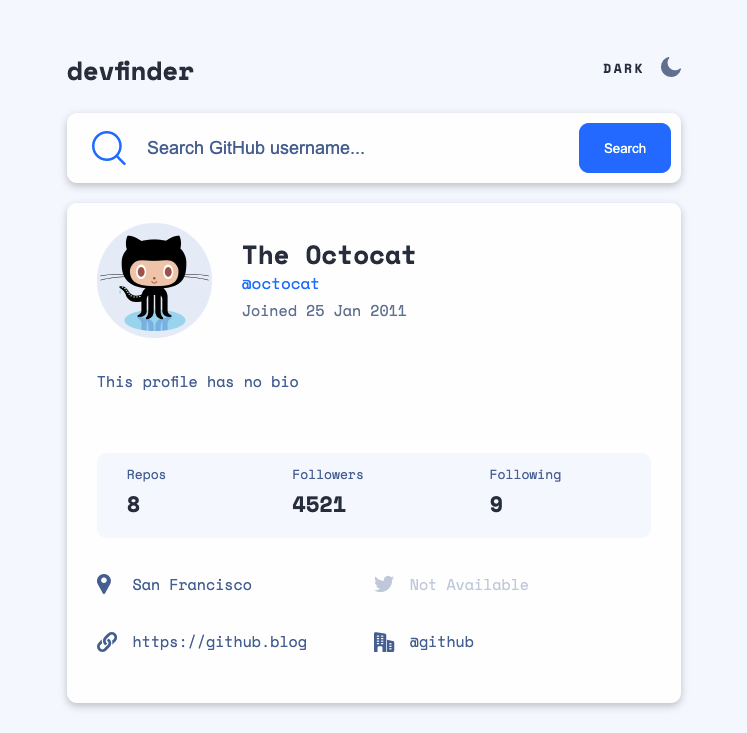 devfinder
DARK
Search GitHub username...
Search
The Octocat
@octocat
Joined 25 Jan 2011
This profile has no bio
Repos Followers Following
8 4521 9
San Francisco Not Available
https://github.blog @github